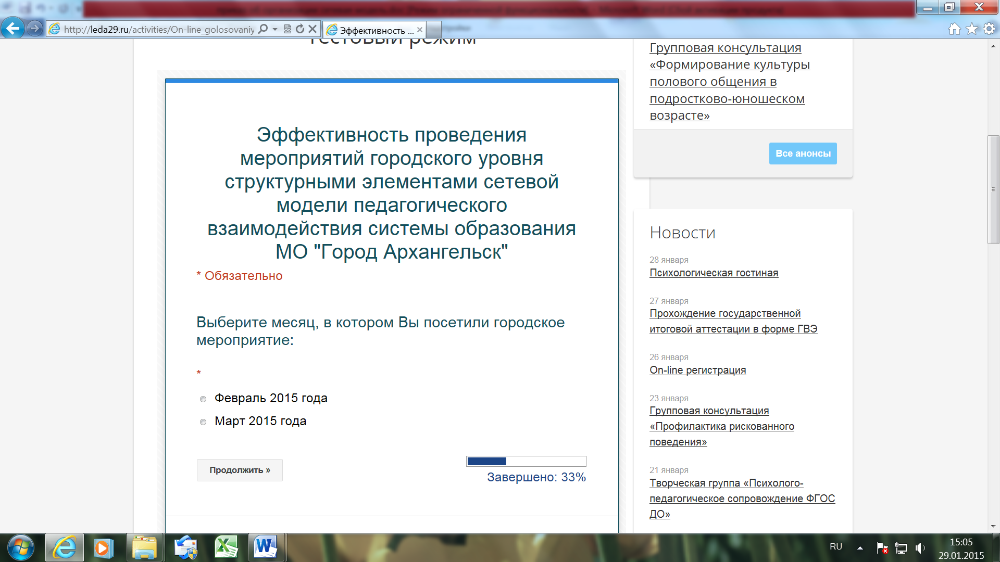 http://leda29.ru/activities/On-line_golosovaniy
Эффективность ...
Тестовый режим
Эффективность проведения
мероприятий городского уровня
структурными элементами сетевой
модели педагогического
взаимодействия системы образования
МО "Город Архангельск"
* Обязательно
Выберите месяц, в котором Вы посетили городское
мероприятие:
*
Февраль 2015 года
Март 2015 года
Продолжить »
Завершено: 33%
Групповая консультация
«Формирование культуры
полового общения в
подростково-юношеском
возрасте»
Все анонсы
Новости
28 января
Психологическая гостиная
27 января
Прохождение государственной
итоговой аттестации в форме ГВЭ
26 января
On-line регистрация
23 января
Групповая консультация
«Профилактика рискованного
поведения»
21 января
Творческая группа «Психолого-
педагогическое сопровождение ФГОС
ДО»
RU
15:05
29.01.2015